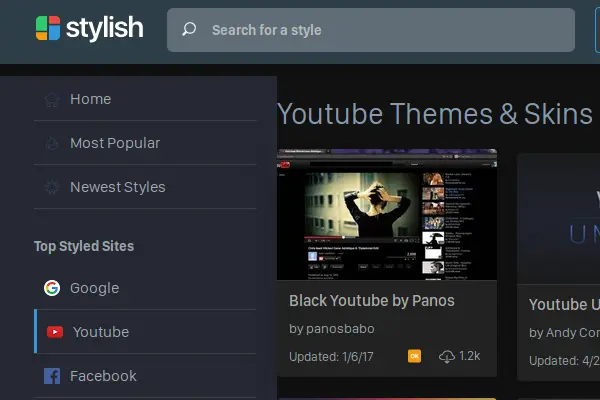 stylish
Search for a style
Home
Most Popular
Newest Styles
Top Styled Sites
Google
Youtube
Facebook
Youtube Themes & Skins
Black Youtube by Panos
by panosbabo
Updated: 1/6/17
OK
1.2k
Youtube U
by Andy Cor
Updated: 4/2